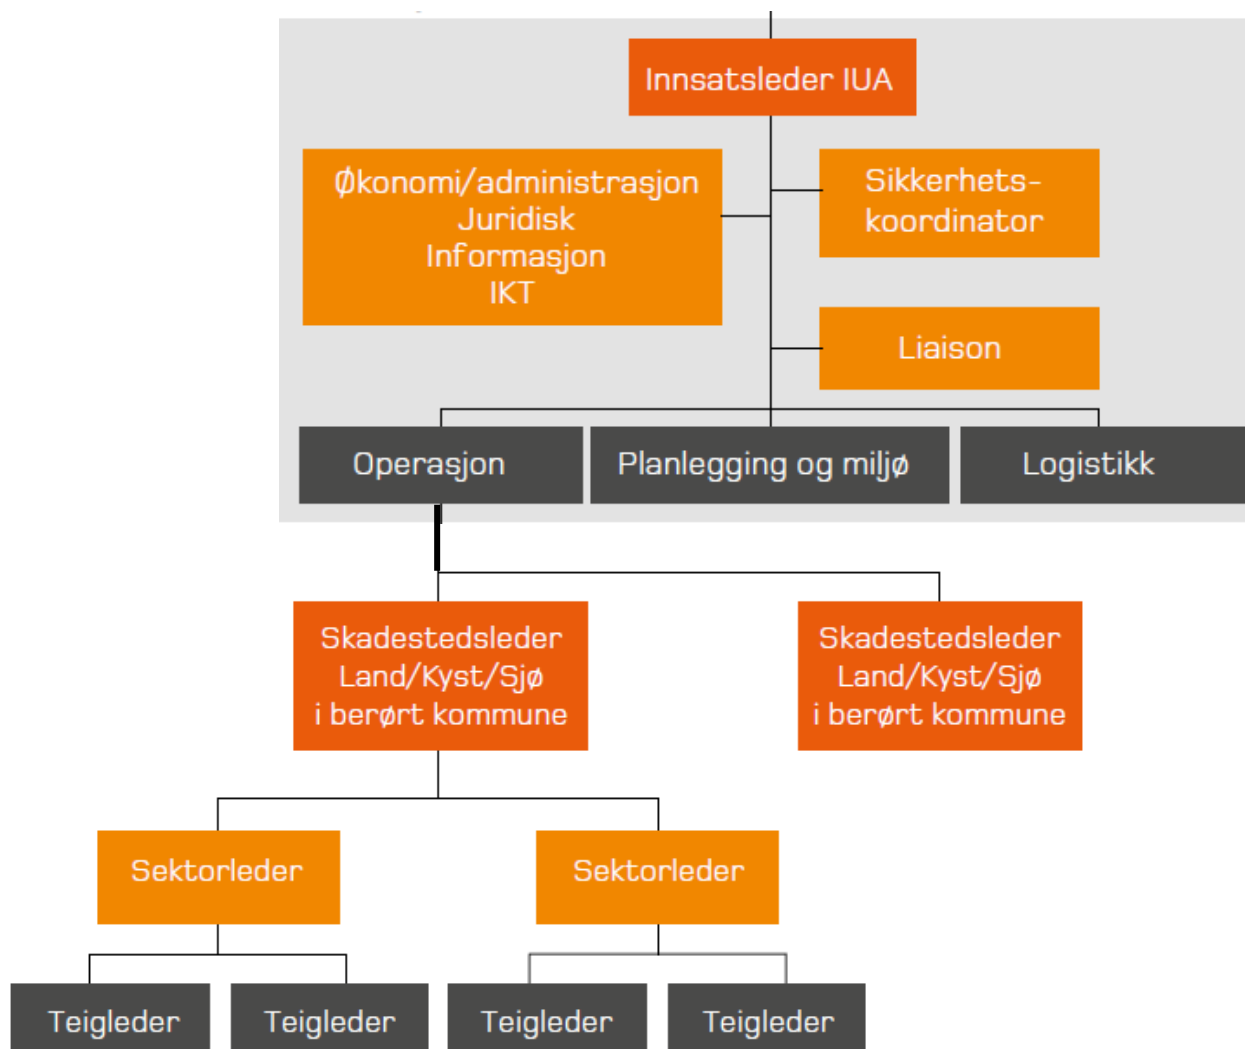 Innsatsleder IUA
Økonomi/administrasjon
Juridisk
Informasjon
IKT
Sikkerhets-
koordinator
Liaison
Operasjon
Planlegging og miljø
Logistikk
Skadestedsleder
Land/Kyst/Sjø
i berørt kommune
Skadestedsleder
Land/Kyst/Sjø
i berørt kommune
Sektorleder
Sektorleder
Teigleder
Teigleder
Teigleder
Teigleder